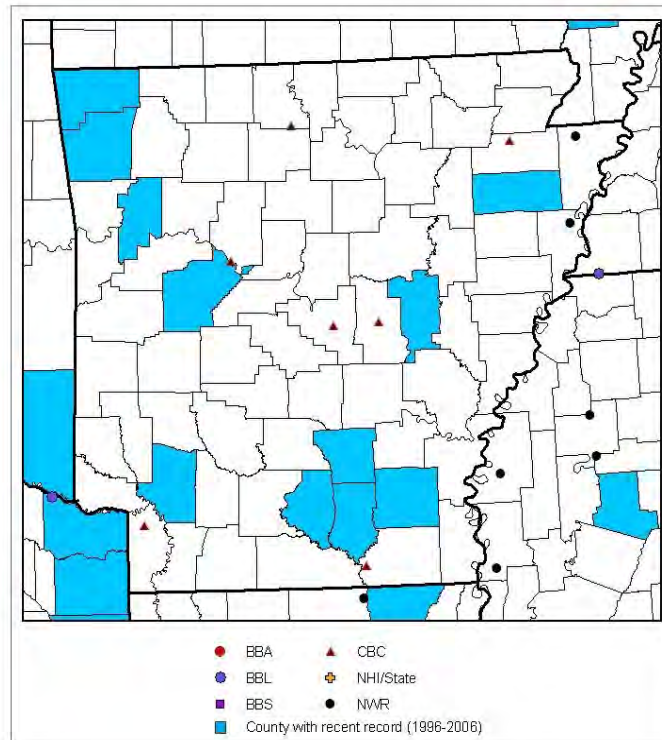 BBA CBC
BBL NHI/State
BBS NWR
County with recent record (1996-2006)